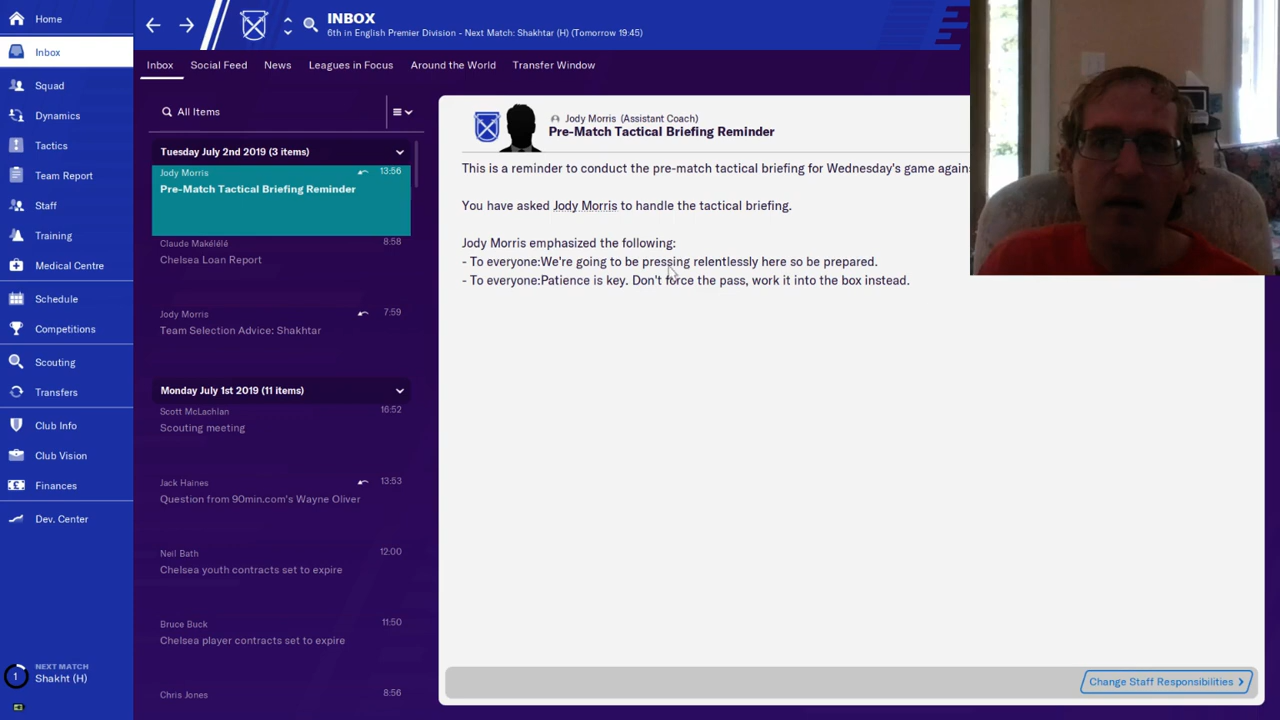 Home
Inbox
Squad
Dynamics
Tactics
Team Report
Staff
Training
Medical Centre
Schedule
Competitions
Scouting
Transfers
Club Info
Club Vision
Finances
Dev. Center
1
NEXT MATCH
Shakht (H)
INBOX
6th in English Premier Division - Next Match: Shakhtar (H) (Tomorrow 19:45)
Inbox
Social Feed
News
Leagues in Focus
Around the World
Transfer Window
All Items
Tuesday July 2nd 2019 (3 items)
Jody Morris 13:56
Pre-Match Tactical Briefing Reminder
Claude Makélélé 8:58
Chelsea Loan Report
Jody Morris 7:59
Team Selection Advice: Shakhtar
Monday July 1st 2019 (11 items)
Scott McLachlan 16:52
Scouting meeting
Jack Haines 13:53
Question from 90min.com's Wayne Oliver
Neil Bath 12:00
Chelsea youth contracts set to expire
Bruce Buck 11:50
Chelsea player contracts set to expire
Chris Jones 8:56
Jody Morris (Assistant Coach)
Pre-Match Tactical Briefing Reminder
This is a reminder to conduct the pre-match tactical briefing for Wednesday's game agains
You have asked Jody Morris to handle the tactical briefing.
Jody Morris emphasized the following:
- To everyone:We're going to be pressing relentlessly here so be prepared.
- To everyone:Patience is key. Don't force the pass, work it into the box instead.
Change Staff Responsibilities